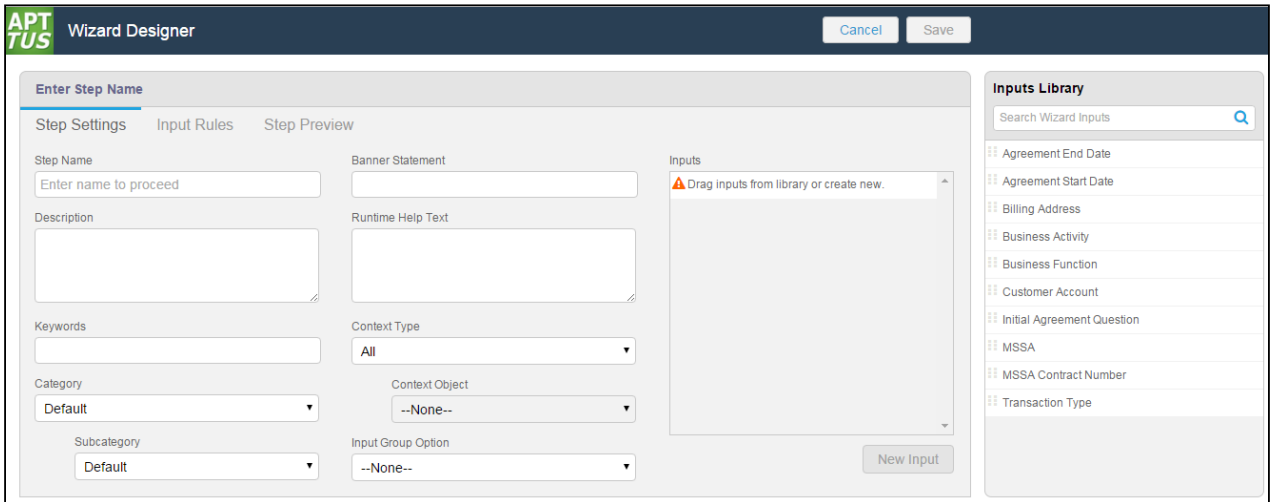 APT
TUS
Wizard Designer
Cancel
Save
Enter Step Name
Step Settings
Input Rules
Step Preview
Step Name
Enter name to proceed
Description
Keywords
Category
Default
Subcategory
Default
Banner Statement
Runtime Help Text
Context Type
All
Context Object
--None--
Input Group Option
--None--
Inputs
Drag inputs from library or create new.
New Input
Inputs Library
Search Wizard Inputs
Agreement End Date
Agreement Start Date
Billing Address
Business Activity
Business Function
Customer Account
Initial Agreement Question
MSSA
MSSA Contract Number
Transaction Type